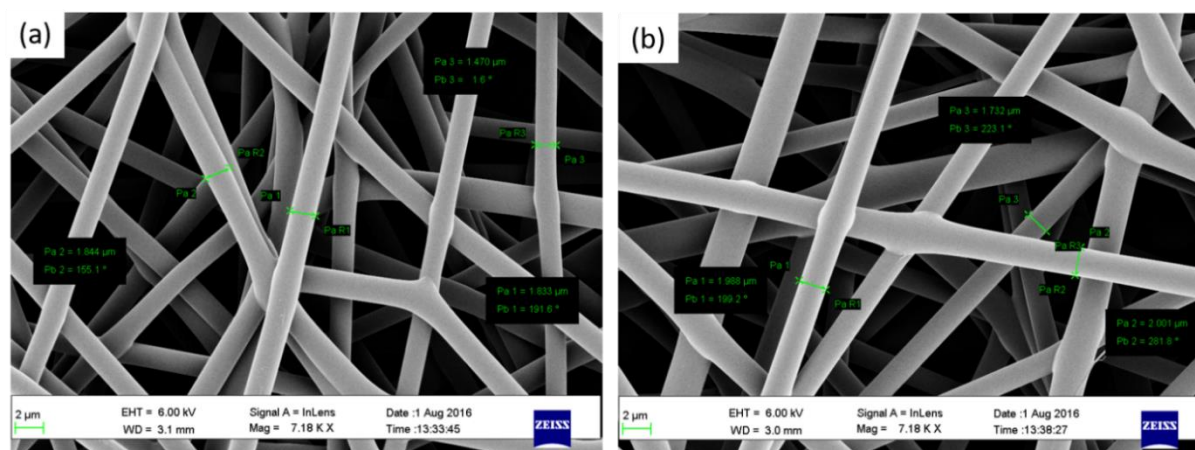 (a)
Pa 3 = 1.470 µm
Pb 3 = 1.6 °
Pa R3
Pa 3
Pa R2
Pa 2
Pa 1
Pa R1
Pa 2 = 1.844 µm
Pb 2 = 155.1 °
Pa 1 = 1.833 µm
Pb 1 = 191.6 °
2 µm
EHT = 6.00 kV
Signal A = InLens
Date :1 Aug 2016
WD = 3.1 mm
Mag = 7.18 K X
Time :13:33:45
ZEISS
(b)
Pa 3 = 1.732 µm
Pb 3 = 223.1 °
Pa 3
Pa 2
Pa R3
Pa 1
Pa R2
Pa R1
Pa 1 = 1.988 µm
Pb 1 = 199.2 °
Pa 2 = 2.001 µm
Pb 2 = 281.8 °
2 µm
EHT = 6.00 kV
Signal A = InLens
Date :1 Aug 2016
WD = 3.0 mm
Mag = 7.18 K X
Time :13:38:27
ZEISS